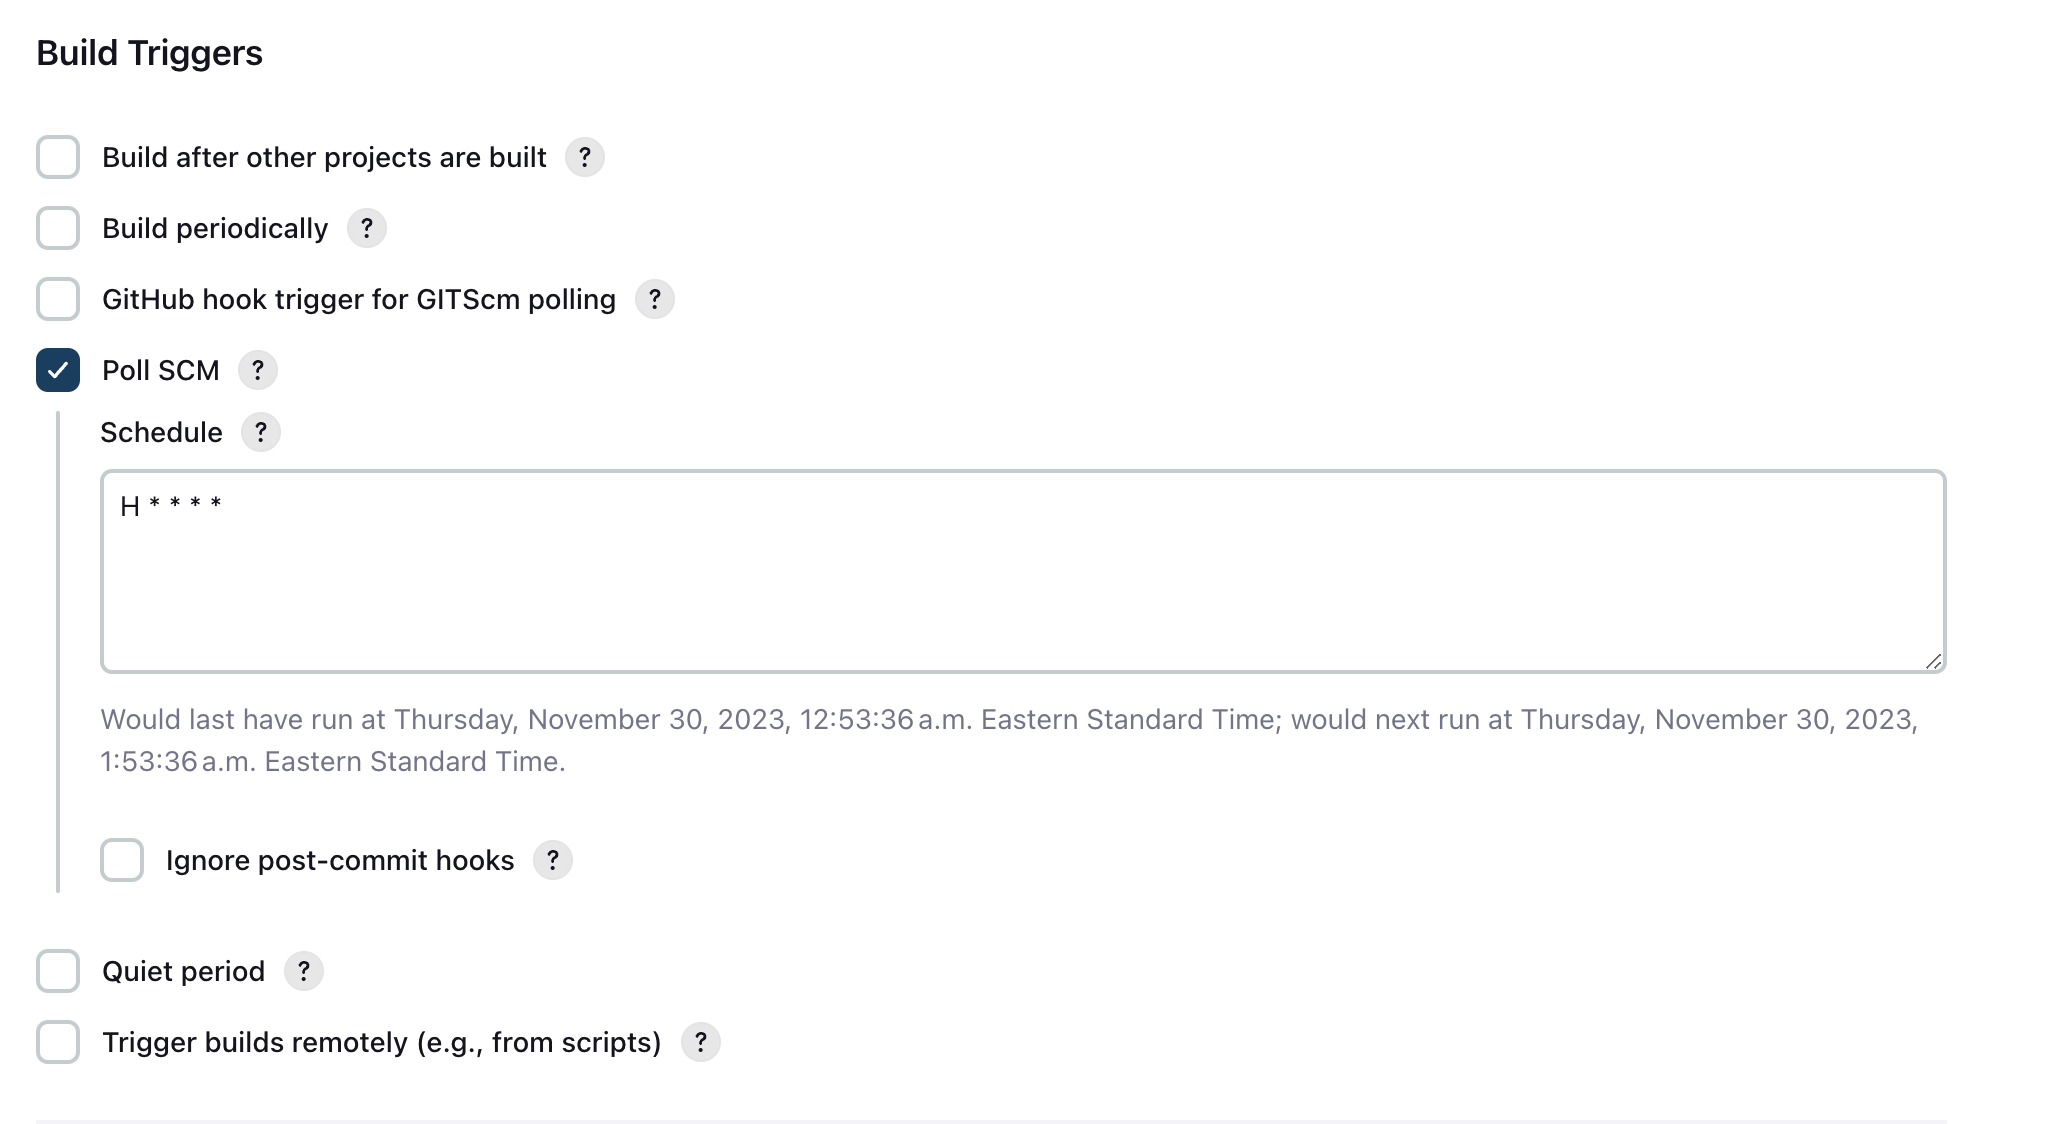 Build Triggers
Build after other projects are built ?
Build periodically ?
GitHub hook trigger for GITScm polling ?
Poll SCM ?
Schedule ?
H * * * *
Would last have run at Thursday, November 30, 2023, 12:53:36 a.m. Eastern Standard Time; would next run at Thursday, November 30, 2023,
1:53:36 a.m. Eastern Standard Time.
Ignore post-commit hooks ?
Quiet period ?
Trigger builds remotely (e.g., from scripts) ?